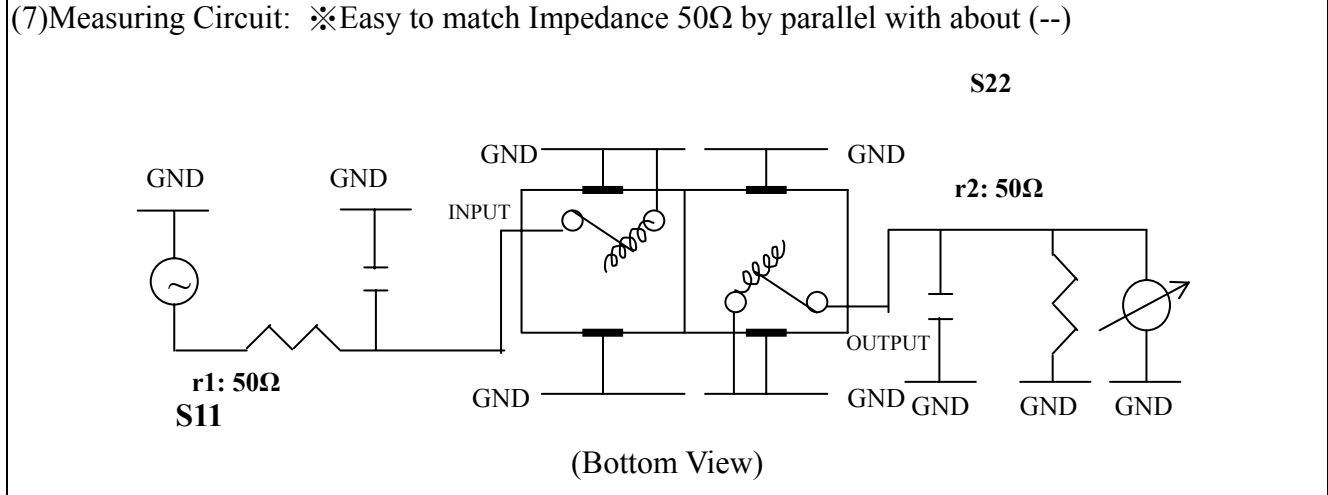 (7)Measuring Circuit: ※Easy to match Impedance 50Ω by parallel with about (--)
S22
GND
GND
GND
GND
r2: 50Ω
INPUT
~
OUTPUT
r1: 50Ω
S11
GND
GND
GND
GND
GND
(Bottom View)